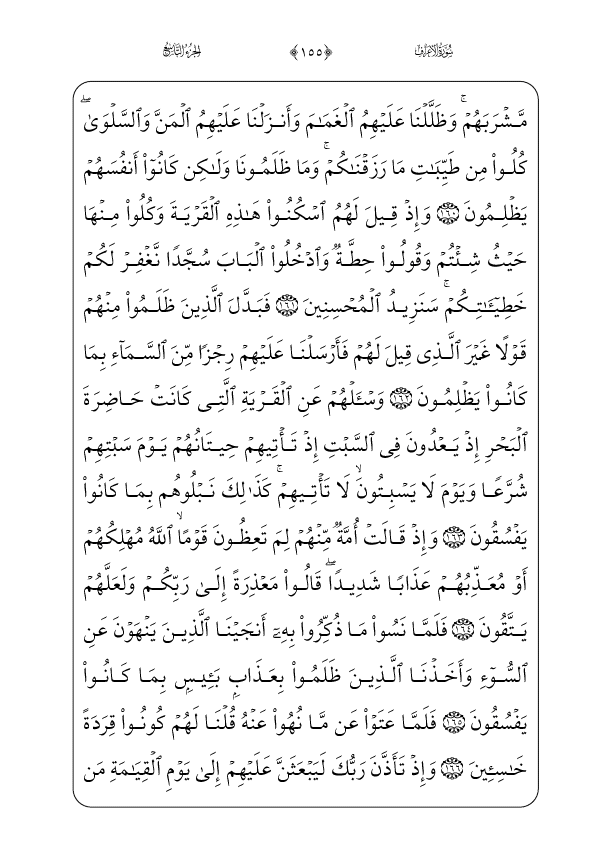 سُورَةُ الأَعْرَافِ ﴿١٥٥﴾ الجُزْءُ التَّاسِعُ
مَّشْرَبَهُمْۚ وَظَلَّلْنَا عَلَيْهِمُ ٱلْغَمَٰمَ وَأَنزَلْنَا عَلَيْهِمُ ٱلْمَنَّ وَٱلسَّلْوَىٰۖ
كُلُوا۟ مِن طَيِّبَٰتِ مَا رَزَقْنَٰكُمْۚ وَمَا ظَلَمُونَا وَلَٰكِن كَانُوٓا۟ أَنفُسَهُمْ
يَظْلِمُونَ ١٦٠ وَإِذْ قِيلَ لَهُمُ ٱسْكُنُوا۟ هَٰذِهِ ٱلْقَرْيَةَ وَكُلُوا۟ مِنْهَا
حَيْثُ شِئْتُمْ وَقُولُوا۟ حِطَّةٌ وَٱدْخُلُوا۟ ٱلْبَابَ سُجَّدًا نَّغْفِرْ لَكُمْ
خَطِيٓـَٰٔتِكُمْۚ سَنَزِيدُ ٱلْمُحْسِنِينَ ١٦١ فَبَدَّلَ ٱلَّذِينَ ظَلَمُوا۟ مِنْهُمْ
قَوْلًا غَيْرَ ٱلَّذِى قِيلَ لَهُمْ فَأَرْسَلْنَا عَلَيْهِمْ رِجْزًا مِّنَ ٱلسَّمَآءِ بِمَا
كَانُوا۟ يَظْلِمُونَ ١٦٢ وَسْـَٔلْهُمْ عَنِ ٱلْقَرْيَةِ ٱلَّتِى كَانَتْ حَاضِرَةَ
ٱلْبَحْرِ إِذْ يَعْدُونَ فِى ٱلسَّبْتِ إِذْ تَأْتِيهِمْ حِيتَانُهُمْ يَوْمَ سَبْتِهِمْ
شُرَّعًا وَيَوْمَ لَا يَسْبِتُونَۙ لَا تَأْتِيهِمْۚ كَذَٰلِكَ نَبْلُوهُم بِمَا كَانُوا۟
يَفْسُقُونَ ١٦٣ وَإِذْ قَالَتْ أُمَّةٌ مِّنْهُمْ لِمَ تَعِظُونَ قَوْمًاۙ ٱللَّهُ مُهْلِكُهُمْ
أَوْ مُعَذِّبُهُمْ عَذَابًا شَدِيدًاۖ قَالُوا۟ مَعْذِرَةً إِلَىٰ رَبِّكُمْ وَلَعَلَّهُمْ
يَتَّقُونَ ١٦٤ فَلَمَّا نَسُوا۟ مَا ذُكِّرُوا۟ بِهِۦٓ أَنجَيْنَا ٱلَّذِينَ يَنْهَوْنَ عَنِ
ٱلسُّوٓءِ وَأَخَذْنَا ٱلَّذِينَ ظَلَمُوا۟ بِعَذَابٍۭ بَـِٔيسٍۭ بِمَا كَانُوا۟
يَفْسُقُونَ ١٦٥ فَلَمَّا عَتَوْا۟ عَن مَّا نُهُوا۟ عَنْهُ قُلْنَا لَهُمْ كُونُوا۟ قِرَدَةً
خَٰسِـِٔينَ ١٦٦ وَإِذْ تَأَذَّنَ رَبُّكَ لَيَبْعَثَنَّ عَلَيْهِمْ إِلَىٰ يَوْمِ ٱلْقِيَٰمَةِ مَن